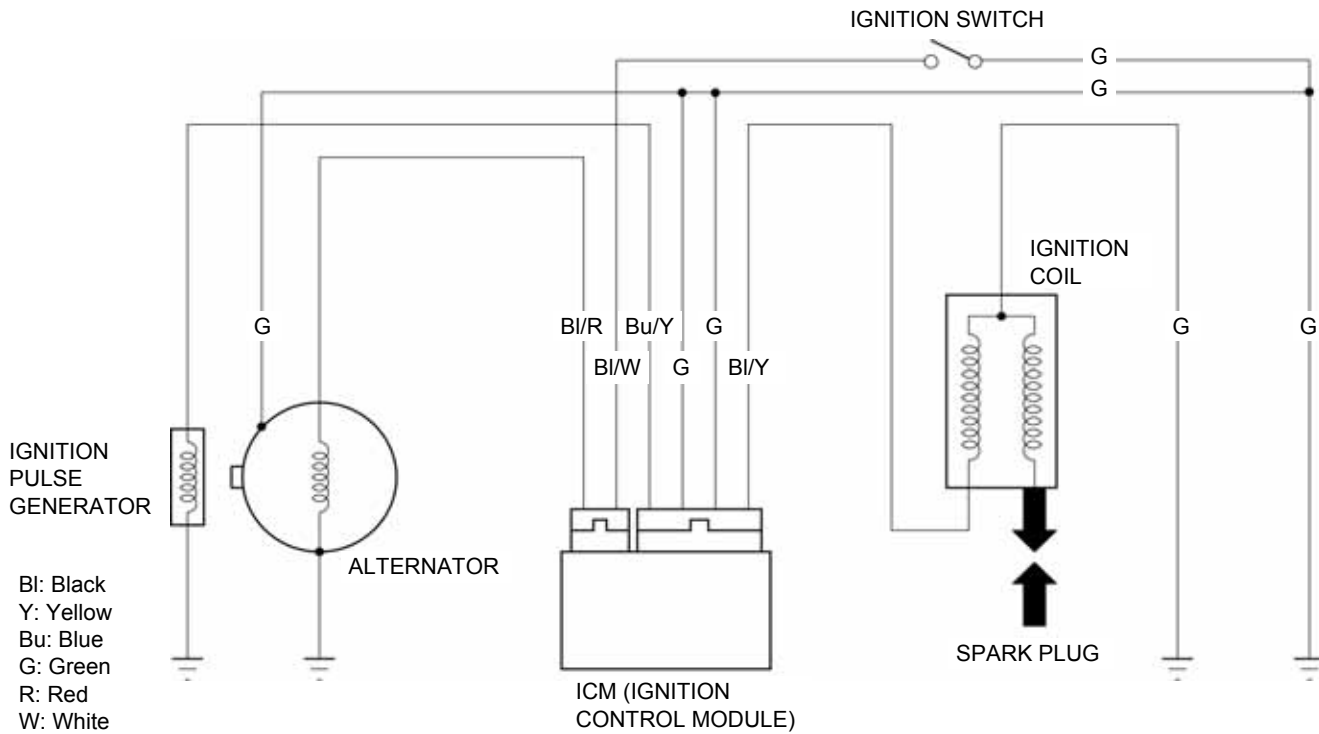 IGNITION SWITCH
G
G
IGNITION
COIL
G
Bl/R
Bu/Y
G
G
G
Bl/W
G
Bl/Y
IGNITION
PULSE
GENERATOR
ALTERNATOR
Bl: Black
Y: Yellow
Bu: Blue
G: Green
R: Red
W: White
SPARK PLUG
ICM (IGNITION
CONTROL MODULE)